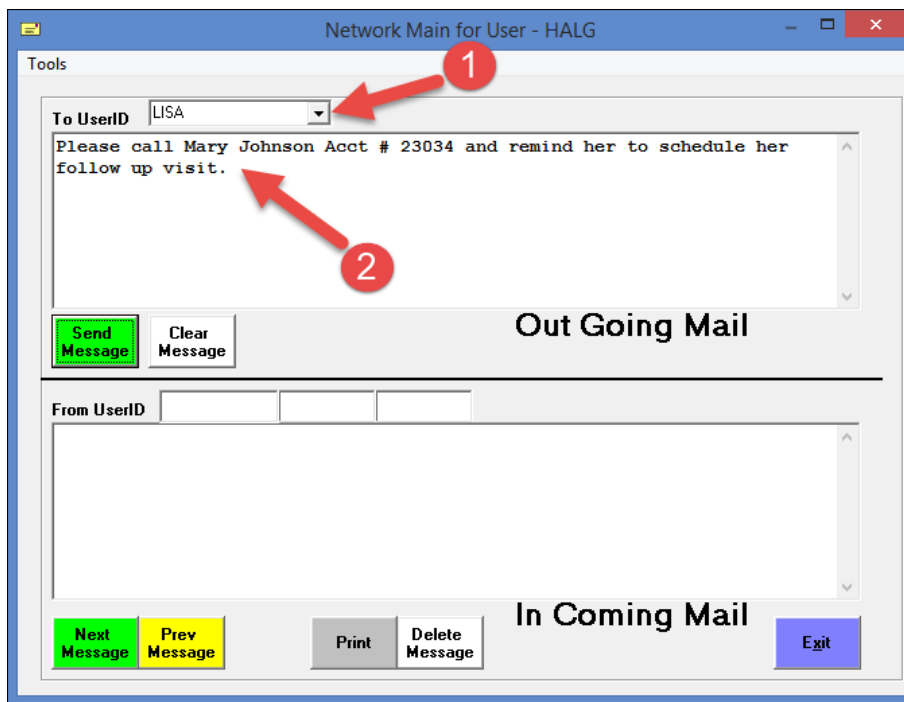 Network Main for User - HALG
Tools
1
To UserID LISA
Please call Mary Johnson Acct # 23034 and remind her to schedule her
follow up visit.
2
Send Message
Clear Message
Out Going Mail
From UserID
In Coming Mail
Next Message
Prev Message
Print
Delete Message
Exit